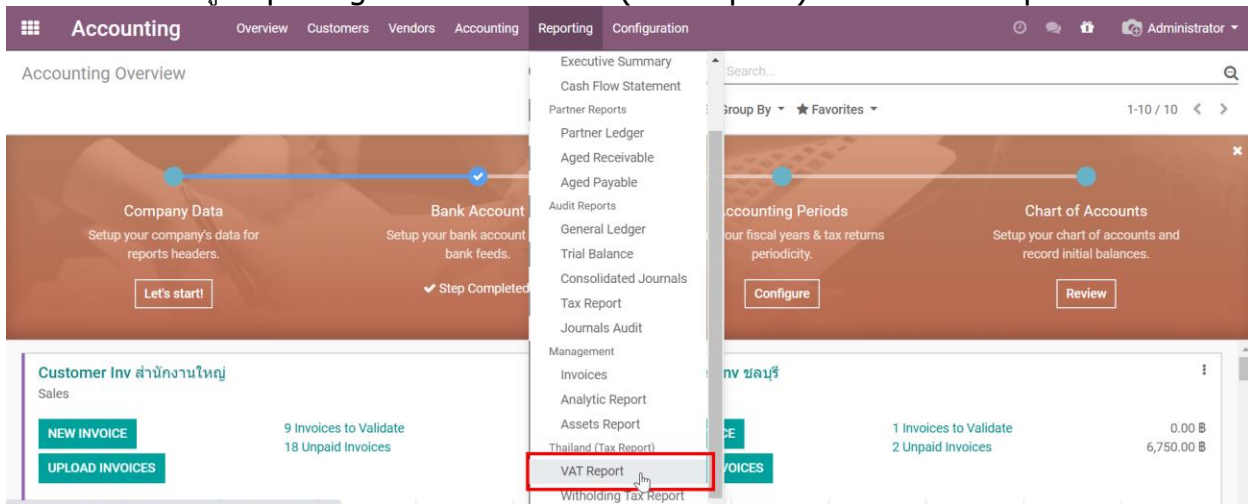 Accounting Overview Customers Vendors Accounting Reporting Configuration Administrator
Accounting Overview
Search...
Group By Favorites 1-10 / 10
Executive Summary
Cash Flow Statement
Partner Reports
Partner Ledger
Aged Receivable
Aged Payable
Audit Reports
General Ledger
Trial Balance
Consolidated Journals
Tax Report
Journals Audit
Management
Invoices
Analytic Report
Assets Report
Thailand (Tax Report)
VAT Report
Witholding Tax Report
Company Data
Setup your company's data for
reports headers.
Let's start!
Bank Account
Setup your bank account
bank feeds.
Step Completed
ccounting Periods
our fiscal years & tax returns
periodicity.
Configure
Chart of Accounts
Setup your chart of accounts and
record initial balances.
Review
Customer Inv สำนักงานใหญ่
Sales
NEW INVOICE
UPLOAD INVOICES
9 Invoices to Validate
18 Unpaid Invoices
nv ชลบุรี
CE
VOICES
1 Invoices to Validate 0.00 ฿
2 Unpaid Invoices 6,750.00 ฿